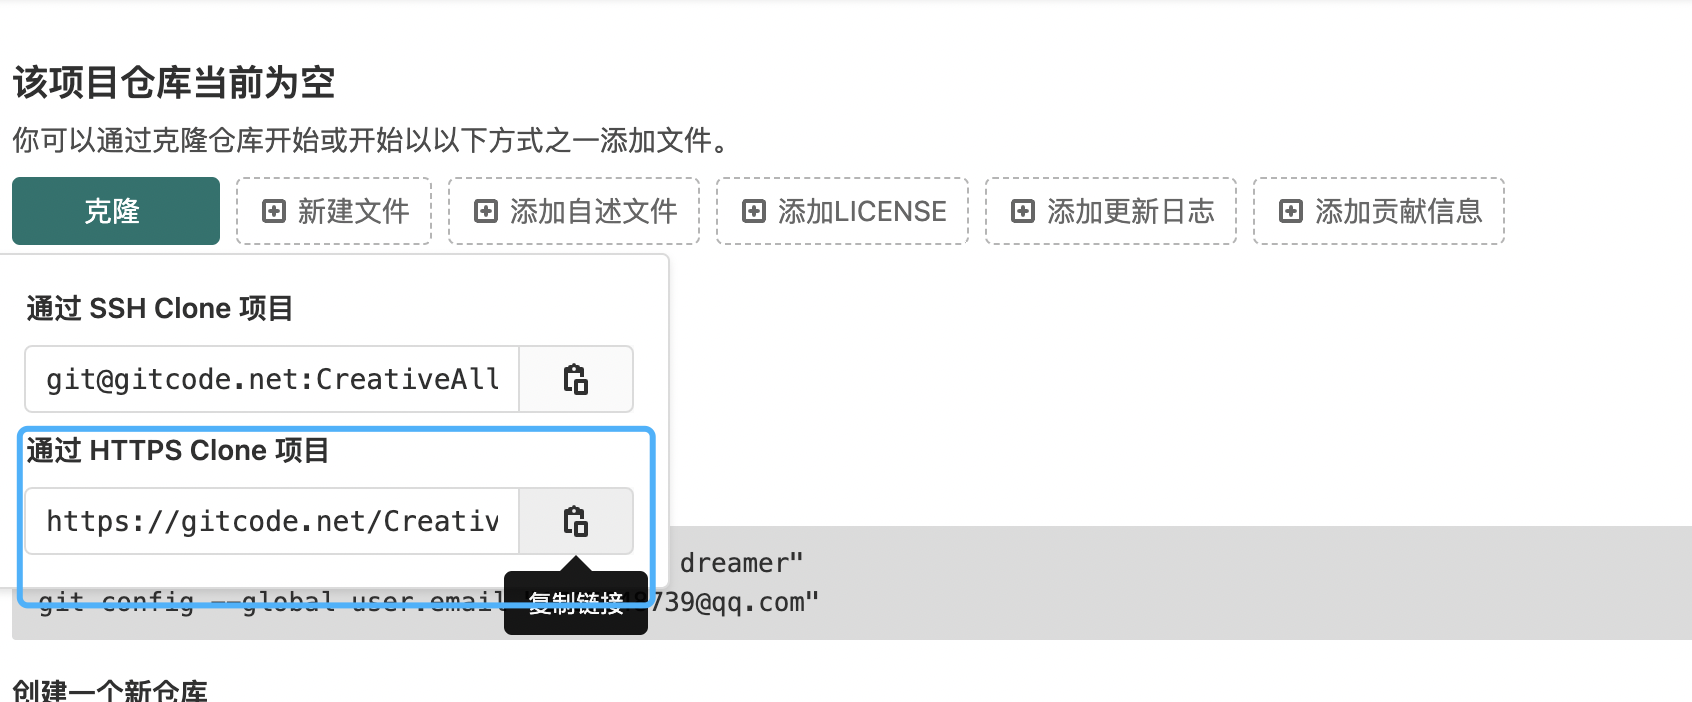 该项目仓库当前为空
你可以通过克隆仓库开始或开始以以下方式之一添加文件。
克隆 新建文件 添加自述文件 添加LICENSE 添加更新日志 添加贡献信息
通过 SSH Clone 项目
git@gitcode.net:CreativeAll
通过 HTTPS Clone 项目
https://gitcode.net/Creativ
dreamer"
git config --global user.email 739@qq.com"
复制链接
创建一个新仓库